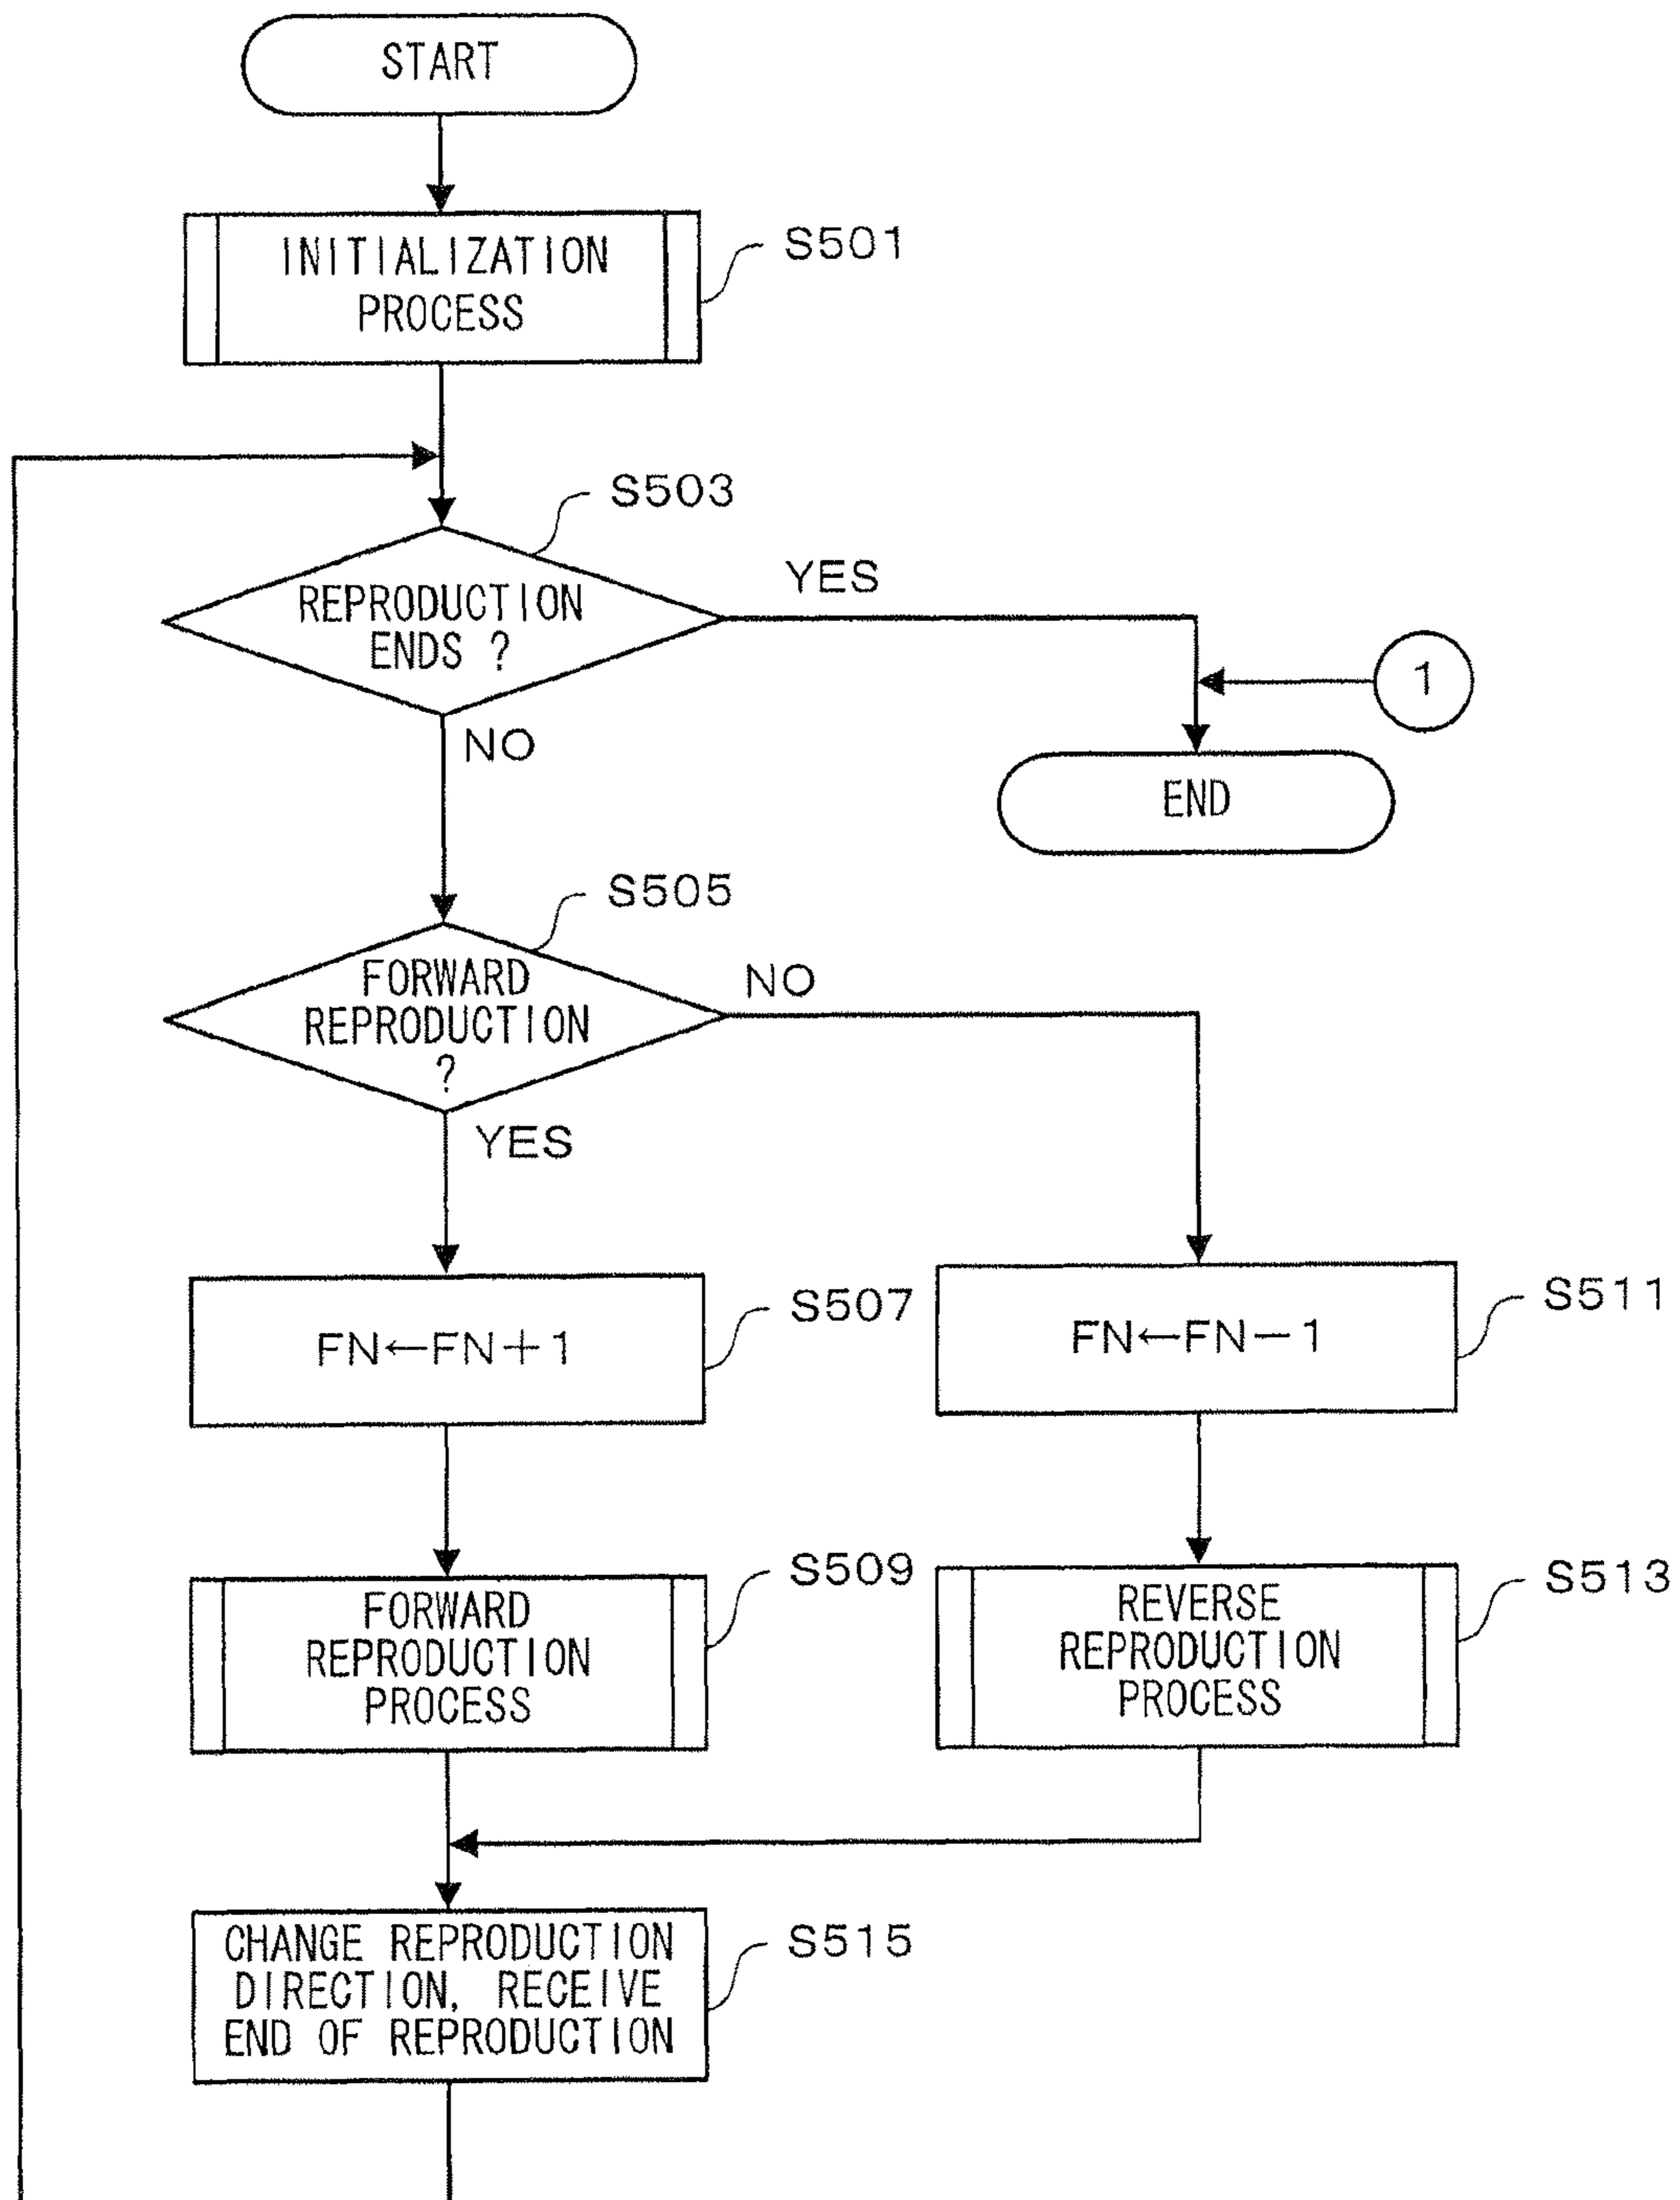 START
INITIALIZATION
PROCESS
S501
S503
REPRODUCTION
ENDS ?
YES
NO
1
END
S505
FORWARD
REPRODUCTION
?
NO
YES
FN←FN+1
S507
FN←FN−1
S511
FORWARD
REPRODUCTION
PROCESS
S509
REVERSE
REPRODUCTION
PROCESS
S513
CHANGE REPRODUCTION
DIRECTION, RECEIVE
END OF REPRODUCTION
S515